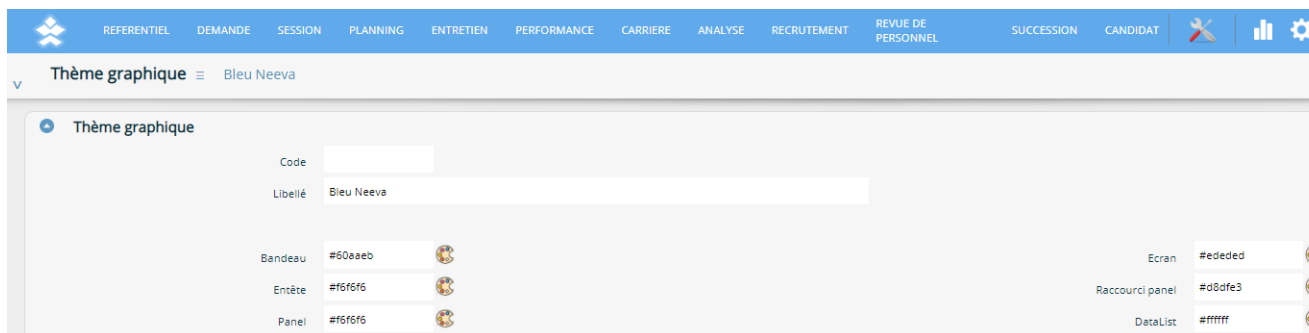 REFERENTIEL DEMANDE SESSION PLANNING ENTRETIEN PERFORMANCE CARRIERE ANALYSE RECRUTEMENT REVUE DE PERSONNEL SUCCESSION CANDIDAT
v Thème graphique ≡ Bleu Neeva
Thème graphique
Code
Libellé Bleu Neeva
Bandeau #60aaeb Ecran #ededed
Entête #f6f6f6 Raccourci panel #d8dfe3
Panel #f6f6f6 DataList #ffffff